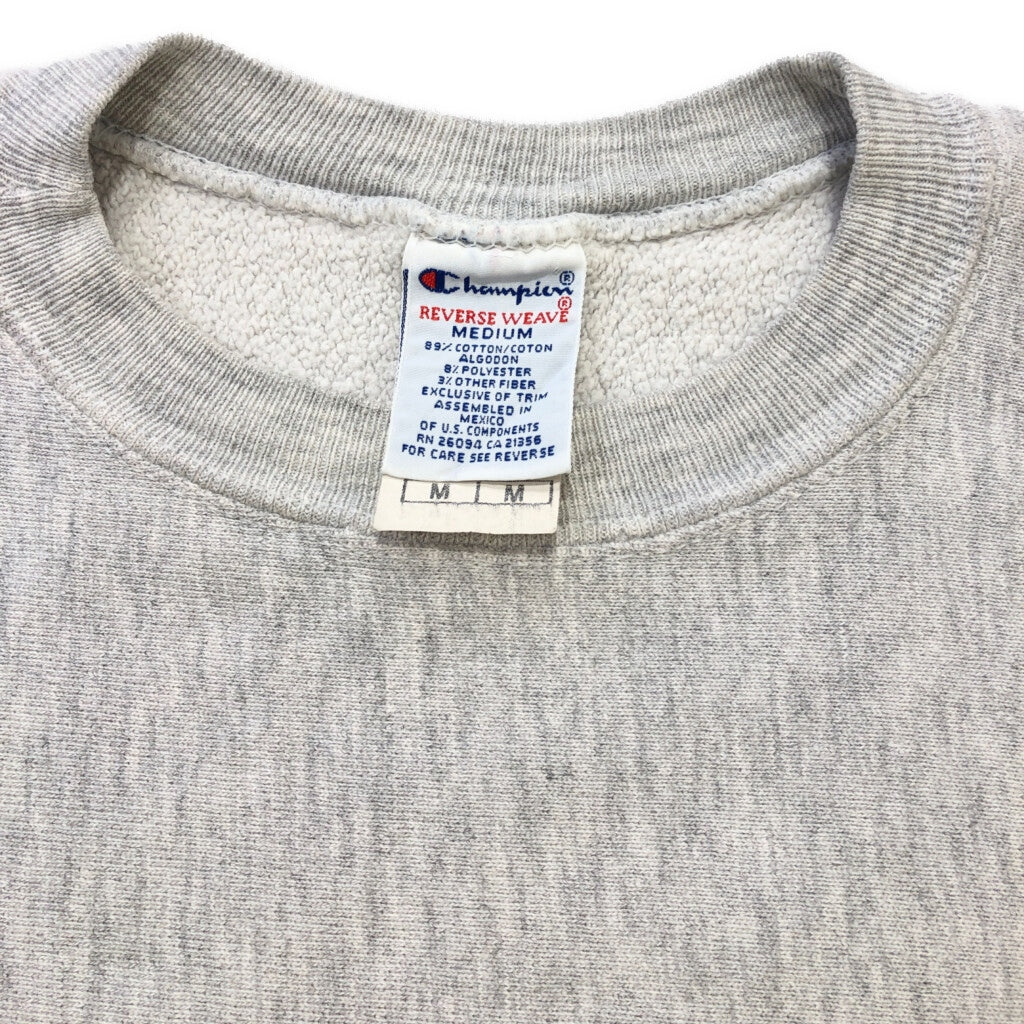 Champion®
REVERSE WEAVE®
MEDIUM
89% COTTON/COTON
ALGODON
8% POLYESTER
3% OTHER FIBER
EXCLUSIVE OF TRIM
ASSEMBLED IN
MEXICO
OF U.S. COMPONENTS
RN 26094 CA 21356
FOR CARE SEE REVERSE
M M